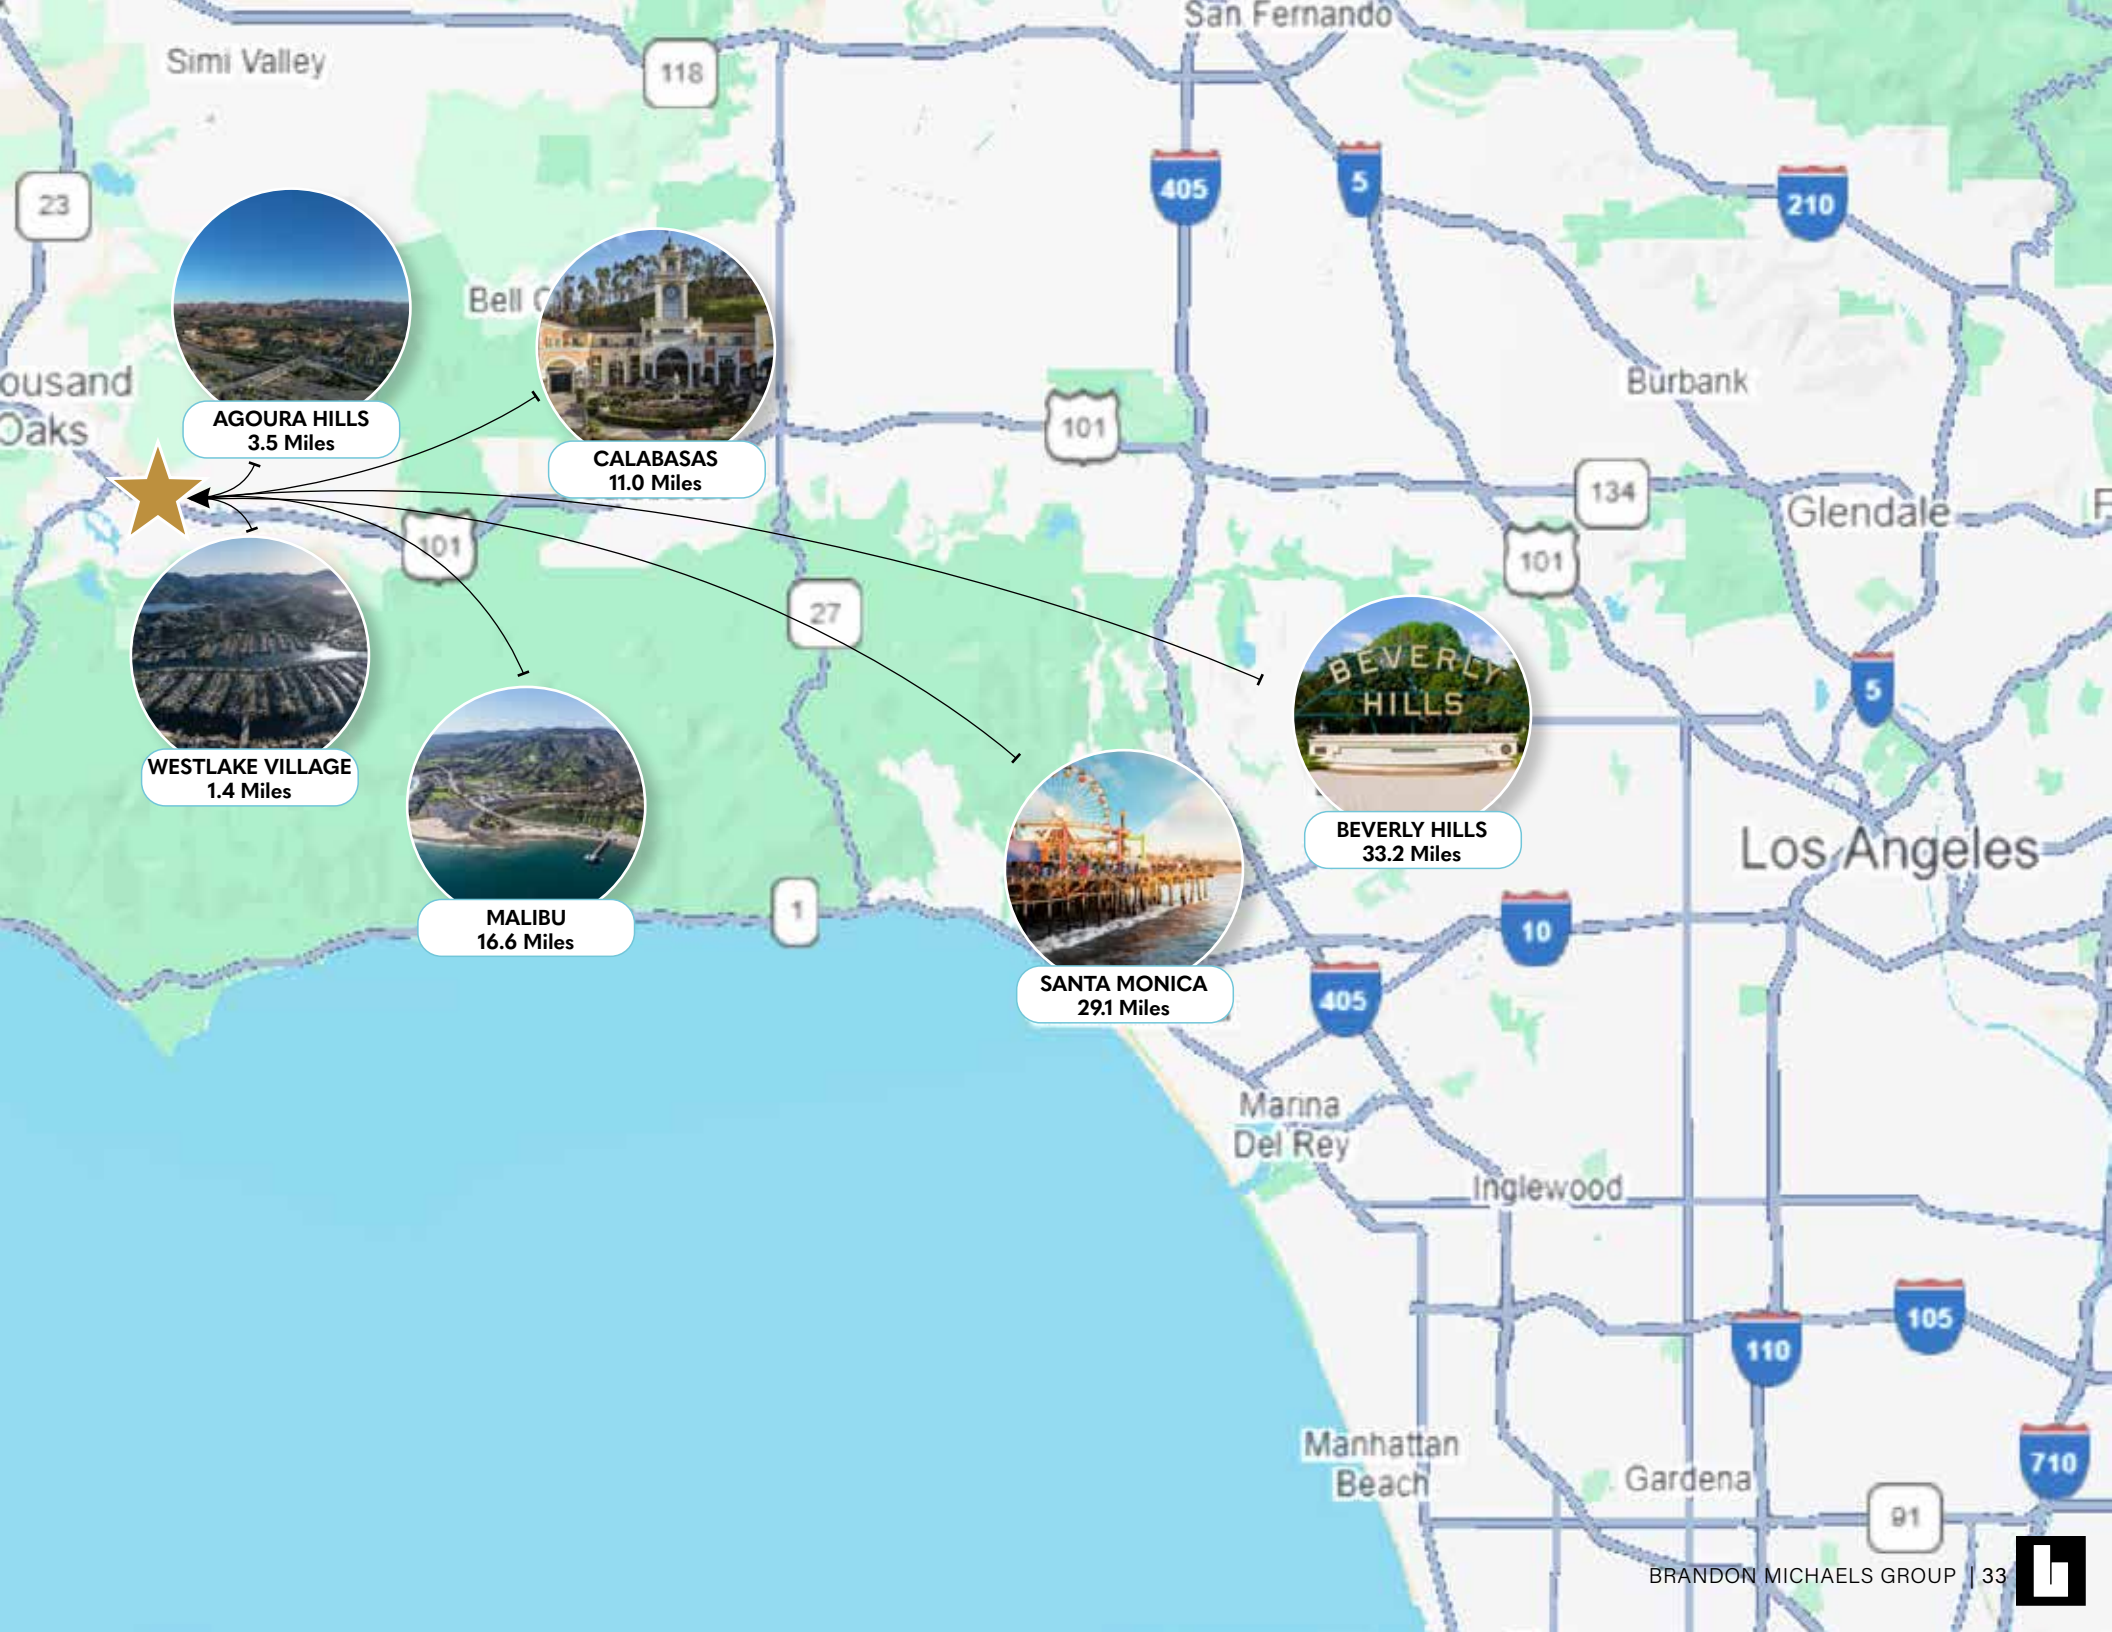 San Fernando
Simi Valley
118
405
5
210
23
Bell
ousand
Oaks
AGOURA HILLS
3.5 Miles
CALABASAS
11.0 Miles
101
Burbank
134
Glendale
101
101
27
BEVERLY
HILLS
5
WESTLAKE VILLAGE
1.4 Miles
BEVERLY HILLS
33.2 Miles
Los Angeles
MALIBU
16.6 Miles
1
10
SANTA MONICA
29.1 Miles
405
Marina
Del Rey
Inglewood
105
110
Manhattan
Beach
Gardena
710
91
BRANDON MICHAELS GROUP | 33